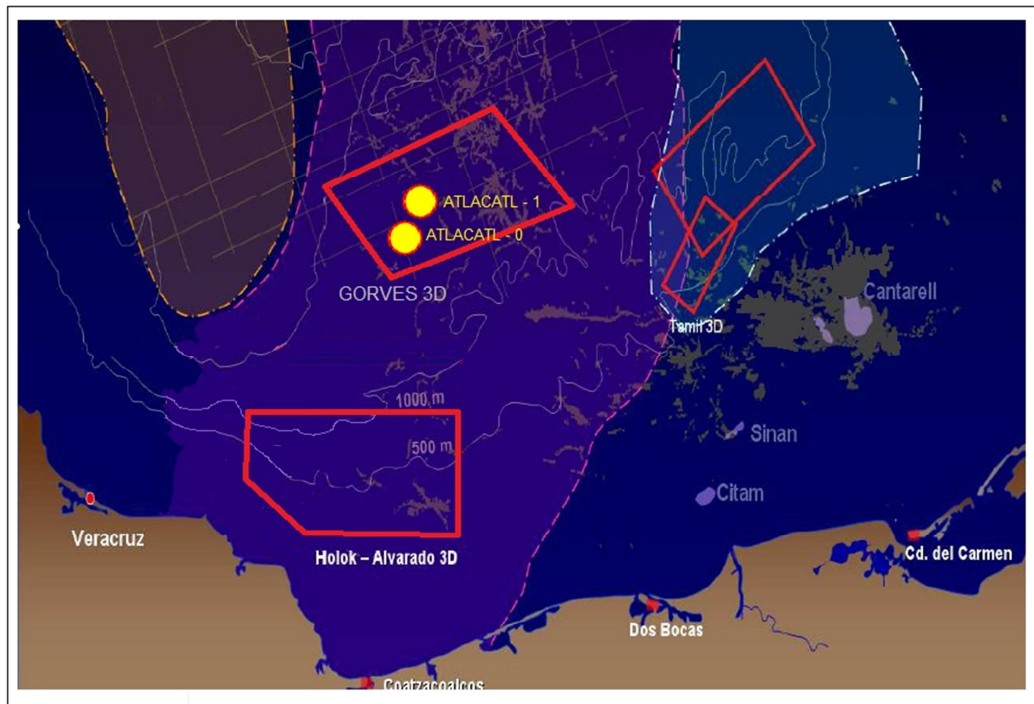 ATLACATL - 1
ATLACATL - 0
GORVES 3D
Cantarell
Tamil 3D
1000 m
500 m
Sinan
Citam
Veracruz
Holok – Alvarado 3D
Cd. del Carmen
Dos Bocas
Coatzacoalcos